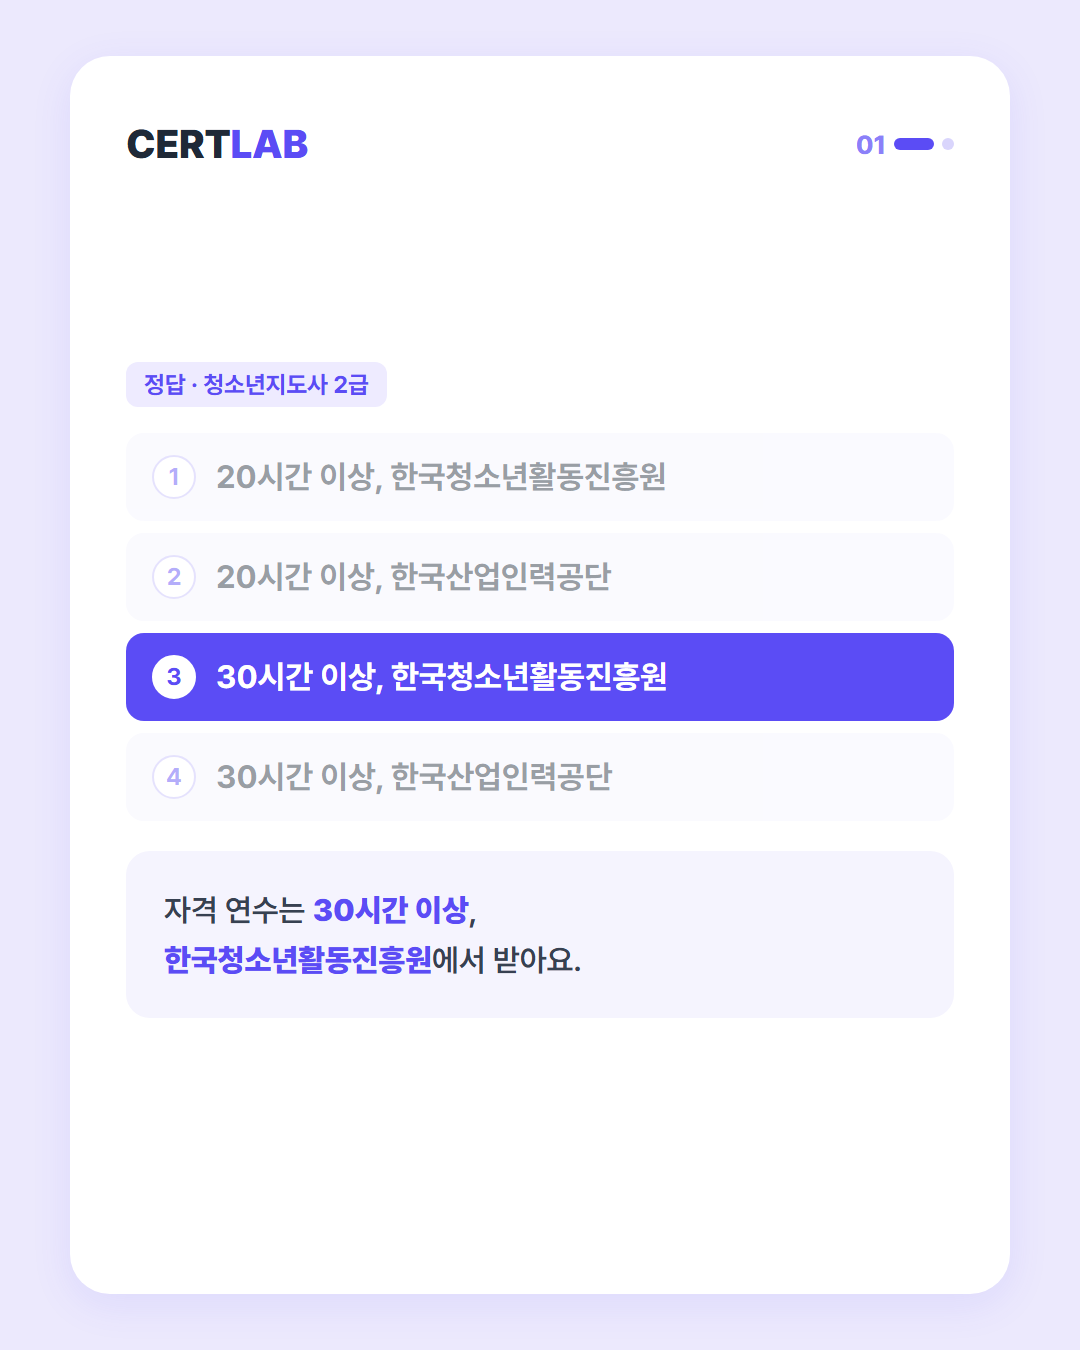 CERTLAB
01
정답 · 청소년지도사 2급
1 20시간 이상, 한국청소년활동진흥원
2 20시간 이상, 한국산업인력공단
3 30시간 이상, 한국청소년활동진흥원
4 30시간 이상, 한국산업인력공단
자격 연수는 30시간 이상,
한국청소년활동진흥원에서 받아요.